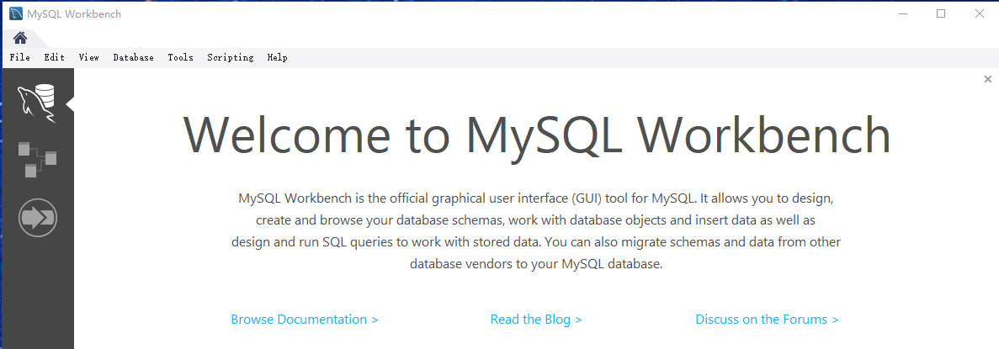 MySQL Workbench
File Edit View Database Tools Scripting Help
Welcome to MySQL Workbench
MySQL Workbench is the official graphical user interface (GUI) tool for MySQL. It allows you to design,
create and browse your database schemas, work with database objects and insert data as well as
design and run SQL queries to work with stored data. You can also migrate schemas and data from other
database vendors to your MySQL database.
Browse Documentation > Read the Blog > Discuss on the Forums >